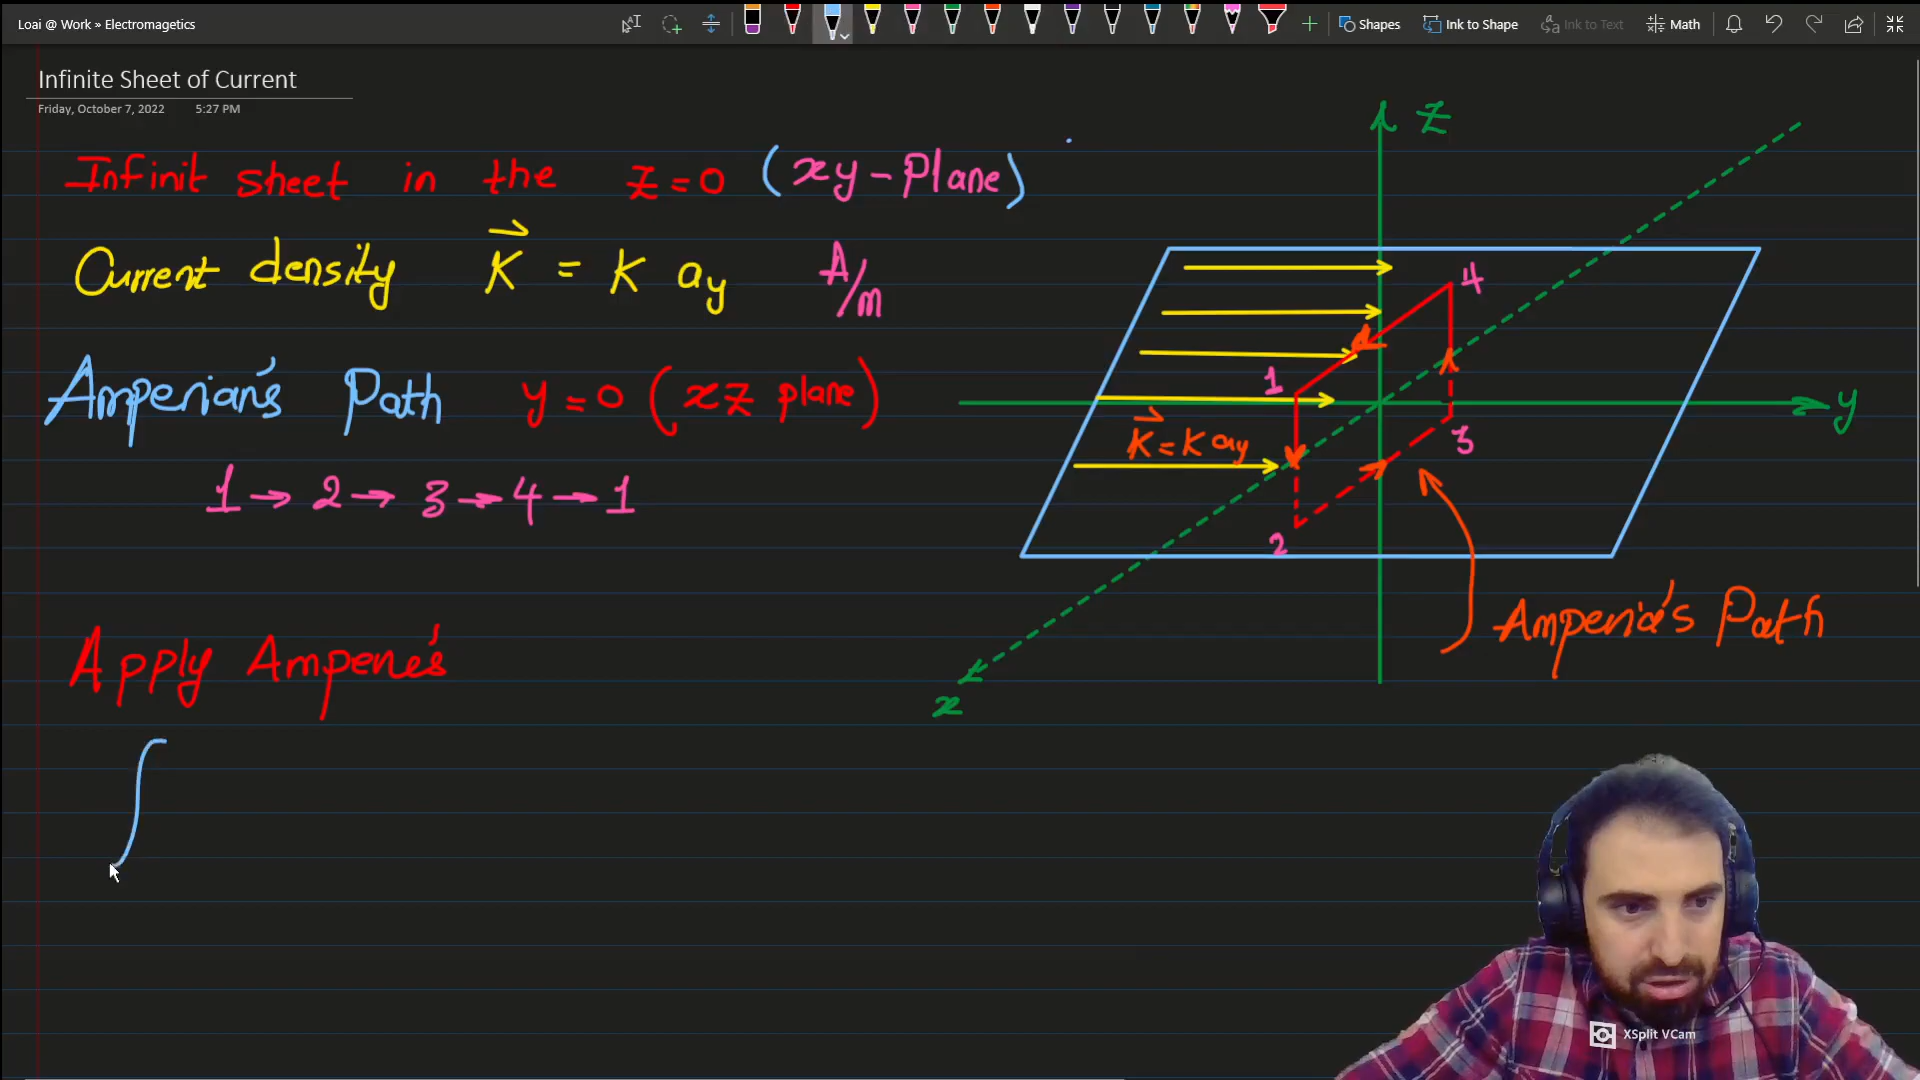 Loai @ Work » Electromagetics
Shapes
Ink to Shape
Ink to Text
Math
Infinite Sheet of Current
Friday, October 7, 2022 5:27 PM
Infinit sheet in the z=0 (xy-Plane)
Current density K⃗ = K ay A/m
Amperian's Path y=0 (xz plane)
1→2→3→4→1
Apply Ampere's
∫
z
4
1
y
K⃗=K ay
3
2
Amperia's Path
x
XSplit VCam